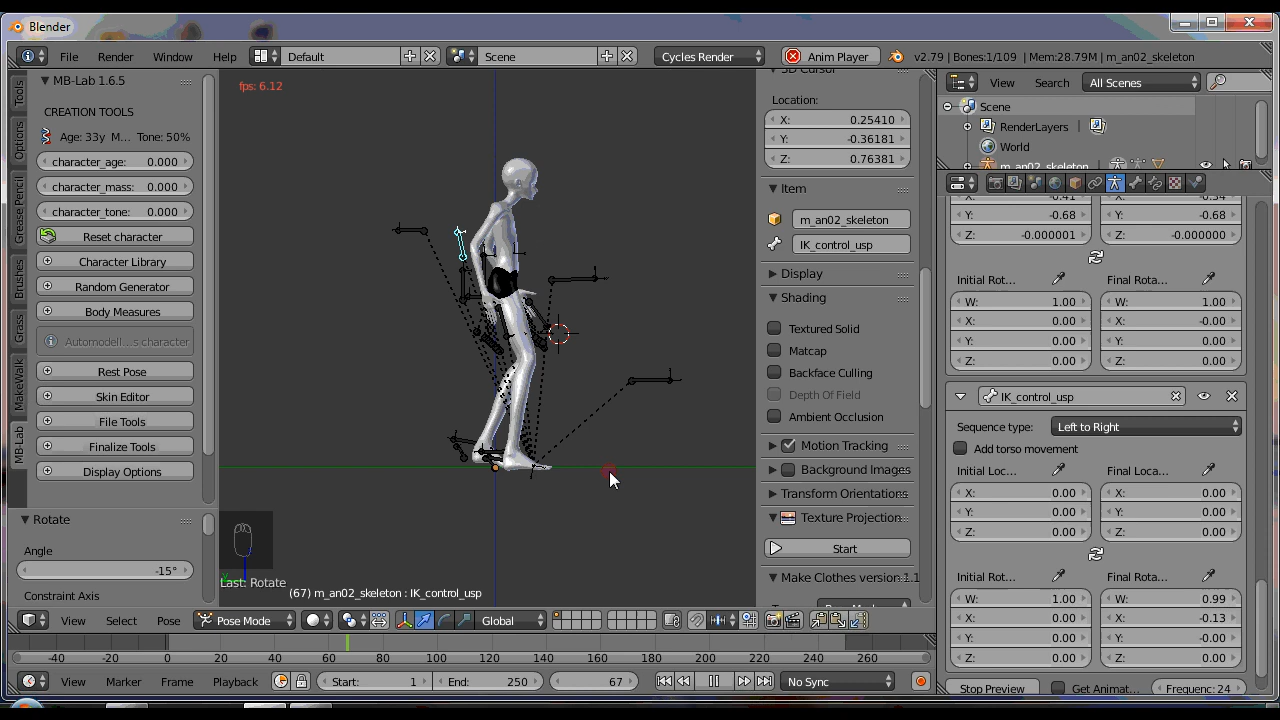 Blender
File Render Window Help Default Scene Cycles Render Anim Player v2.79 | Bones:1/109 | Mem:28.79M | m_an02_skeleton
Tools
Options
Grease Pencil
Brushes
Grass
MakeWalk
MB-Lab
MB-Lab 1.6.5
CREATION TOOLS
Age: 33y M... Tone: 50%
character_age: 0.000
character_mass: 0.000
character_tone: 0.000
Reset character
Character Library
Random Generator
Body Measures
Automodell...s character
Rest Pose
Skin Editor
File Tools
Finalize Tools
Display Options
Rotate
Angle
-15°
Constraint Axis
fps: 6.12
Last: Rotate
(67) m_an02_skeleton : IK_control_usp
View Select Pose Pose Mode Global
-40 -20 0 20 40 60 80 100 120 140 160 180 200 220 240 260
View Marker Frame Playback Start: 1 End: 250 67 No Sync
3D Cursor
Location:
X: 0.25410
Y: -0.36181
Z: 0.76381
Item
m_an02_skeleton
IK_control_usp
Display
Shading
Textured Solid
Matcap
Backface Culling
Depth Of Field
Ambient Occlusion
Motion Tracking
Background Images
Transform Orientations
Texture Projection
Start
Make Clothes version:1.1
View Search All Scenes
Scene
RenderLayers
World
m_an02_skeleton
Y: -0.68 Y: -0.68
Z: -0.000001 Z: -0.000000
Initial Rot... Final Rota...
W: 1.00 W: 1.00
X: 0.00 X: -0.00
Y: 0.00 Y: 0.00
Z: 0.00 Z: 0.00
IK_control_usp
Sequence type: Left to Right
Add torso movement
Initial Loc... Final Loca...
X: 0.00 X: 0.00
Y: 0.00 Y: 0.00
Z: 0.00 Z: 0.00
Initial Rot... Final Rota...
W: 1.00 W: 0.99
X: 0.00 X: -0.13
Y: 0.00 Y: -0.00
Z: 0.00 Z: 0.00
Stop Preview Get Animat... Frequenc: 24